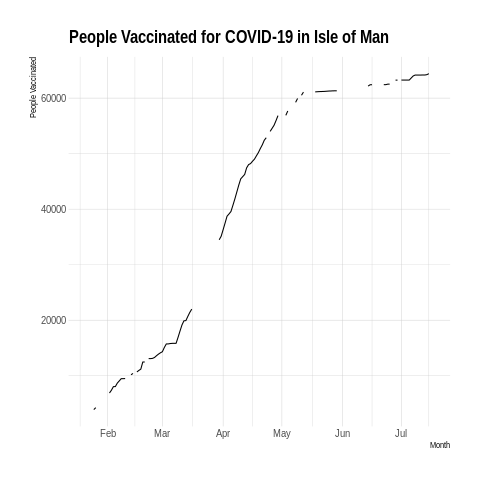 People Vaccinated for COVID-19 in Isle of Man
People Vaccinated
60000
40000
20000
Feb Mar Apr May Jun Jul
Month